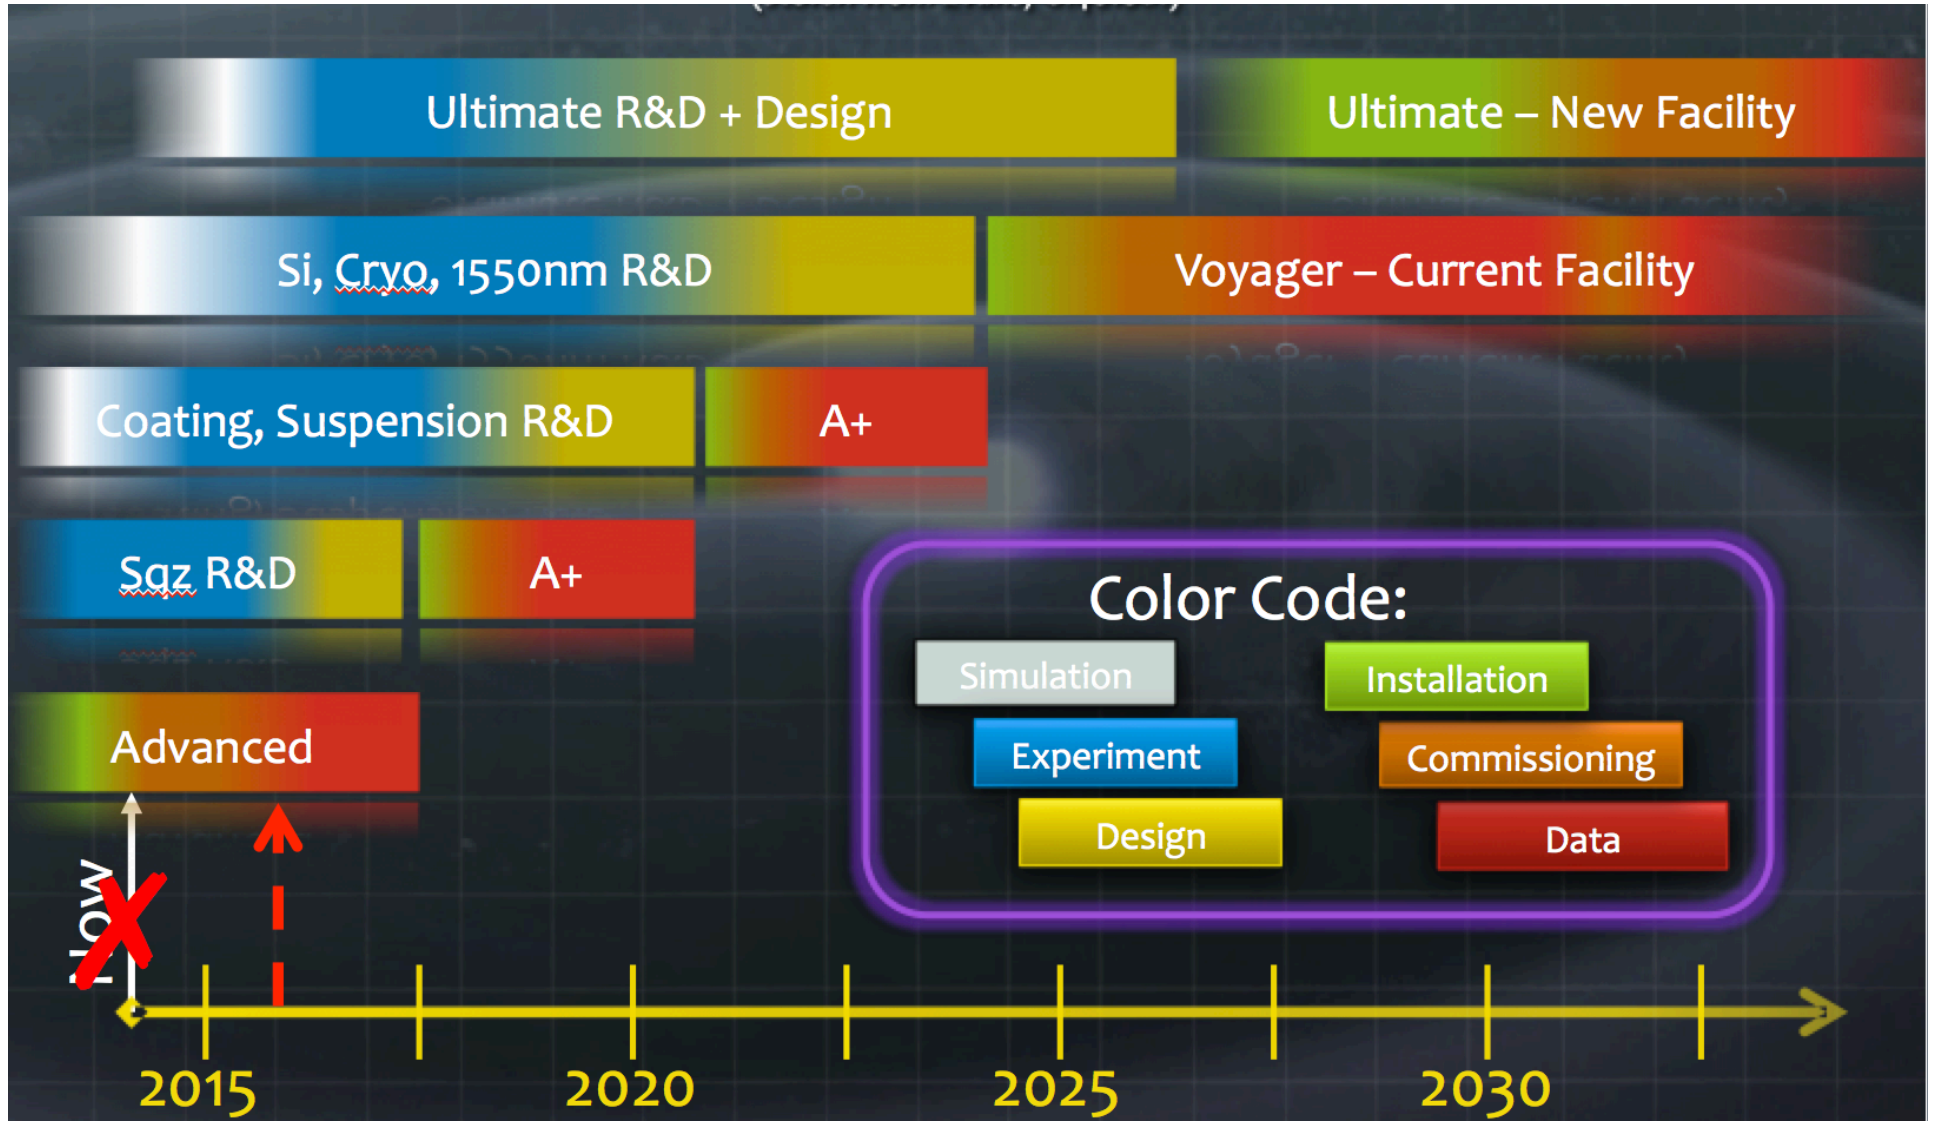 Ultimate R&D + Design
Ultimate – New Facility
Si, Cryo, 1550nm R&D
Voyager – Current Facility
Coating, Suspension R&D
A+
Sqz R&D
A+
Advanced
Color Code:
Simulation
Installation
Experiment
Commissioning
Design
Data
Now
2015
2020
2025
2030